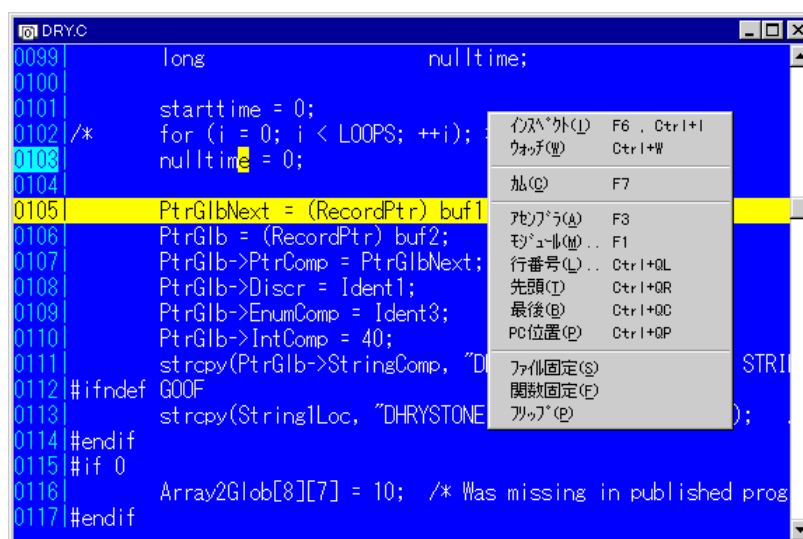 DRY.C
0099| long nulltime;
0100|
0101| starttime = 0;
0102|/* for (i = 0; i < LOOPS; ++i);
0103| nulltime = 0;
0104|
0105| PtrGlbNext = (RecordPtr) buf1
0106| PtrGlb = (RecordPtr) buf2;
0107| PtrGlb->PtrComp = PtrGlbNext;
0108| PtrGlb->Discr = Ident1;
0109| PtrGlb->EnumComp = Ident3;
0110| PtrGlb->IntComp = 40;
0111| strcpy(PtrGlb->StringComp, "D STRI
0112|#ifndef GOOF
0113| strcpy(String1Loc, "DHRYSTONE );
0114|#endif
0115|#if 0
0116| Array2Glob[8][7] = 10; /* Was missing in published prog
0117|#endif
ｲﾝｽﾍﾟｸﾄ(I) F6 , Ctrl+I
ｳｫｯﾁ(W) Ctrl+W
ｶﾑ(C) F7
ｱｾﾝﾌﾞﾗ(A) F3
ﾓｼﾞｭｰﾙ(M).. F1
行番号(L).. Ctrl+QL
先頭(T) Ctrl+QR
最後(B) Ctrl+QC
PC位置(P) Ctrl+QP
ﾌｧｲﾙ固定(S)
関数固定(F)
ﾌﾘｯﾌﾟ(P)